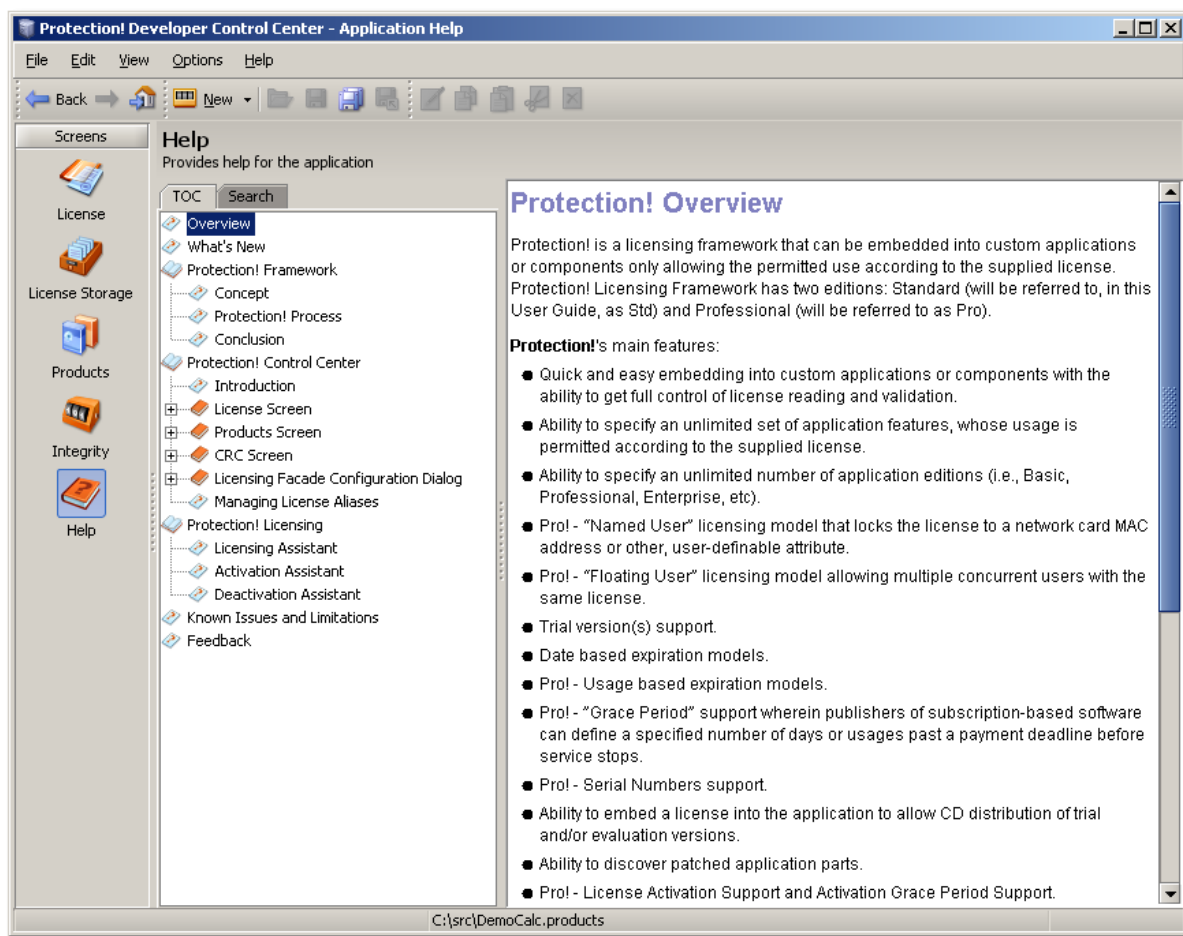 Protection! Developer Control Center - Application Help
File Edit View Options Help
Back New
Screens
License
License Storage
Products
Integrity
Help
Help
Provides help for the application
TOC Search
Overview
What's New
Protection! Framework
Concept
Protection! Process
Conclusion
Protection! Control Center
Introduction
License Screen
Products Screen
CRC Screen
Licensing Facade Configuration Dialog
Managing License Aliases
Protection! Licensing
Licensing Assistant
Activation Assistant
Deactivation Assistant
Known Issues and Limitations
Feedback
Protection! Overview
Protection! is a licensing framework that can be embedded into custom applications
or components only allowing the permitted use according to the supplied license.
Protection! Licensing Framework has two editions: Standard (will be referred to, in this
User Guide, as Std) and Professional (will be referred to as Pro).
Protection!'s main features:
● Quick and easy embedding into custom applications or components with the
ability to get full control of license reading and validation.
● Ability to specify an unlimited set of application features, whose usage is
permitted according to the supplied license.
● Ability to specify an unlimited number of application editions (i.e., Basic,
Professional, Enterprise, etc).
● Pro! - “Named User” licensing model that locks the license to a network card MAC
address or other, user-definable attribute.
● Pro! - “Floating User” licensing model allowing multiple concurrent users with the
same license.
● Trial version(s) support.
● Date based expiration models.
● Pro! - Usage based expiration models.
● Pro! - “Grace Period” support wherein publishers of subscription-based software
can define a specified number of days or usages past a payment deadline before
service stops.
● Pro! - Serial Numbers support.
● Ability to embed a license into the application to allow CD distribution of trial
and/or evaluation versions.
● Ability to discover patched application parts.
● Pro! - License Activation Support and Activation Grace Period Support.
C:\src\DemoCalc.products